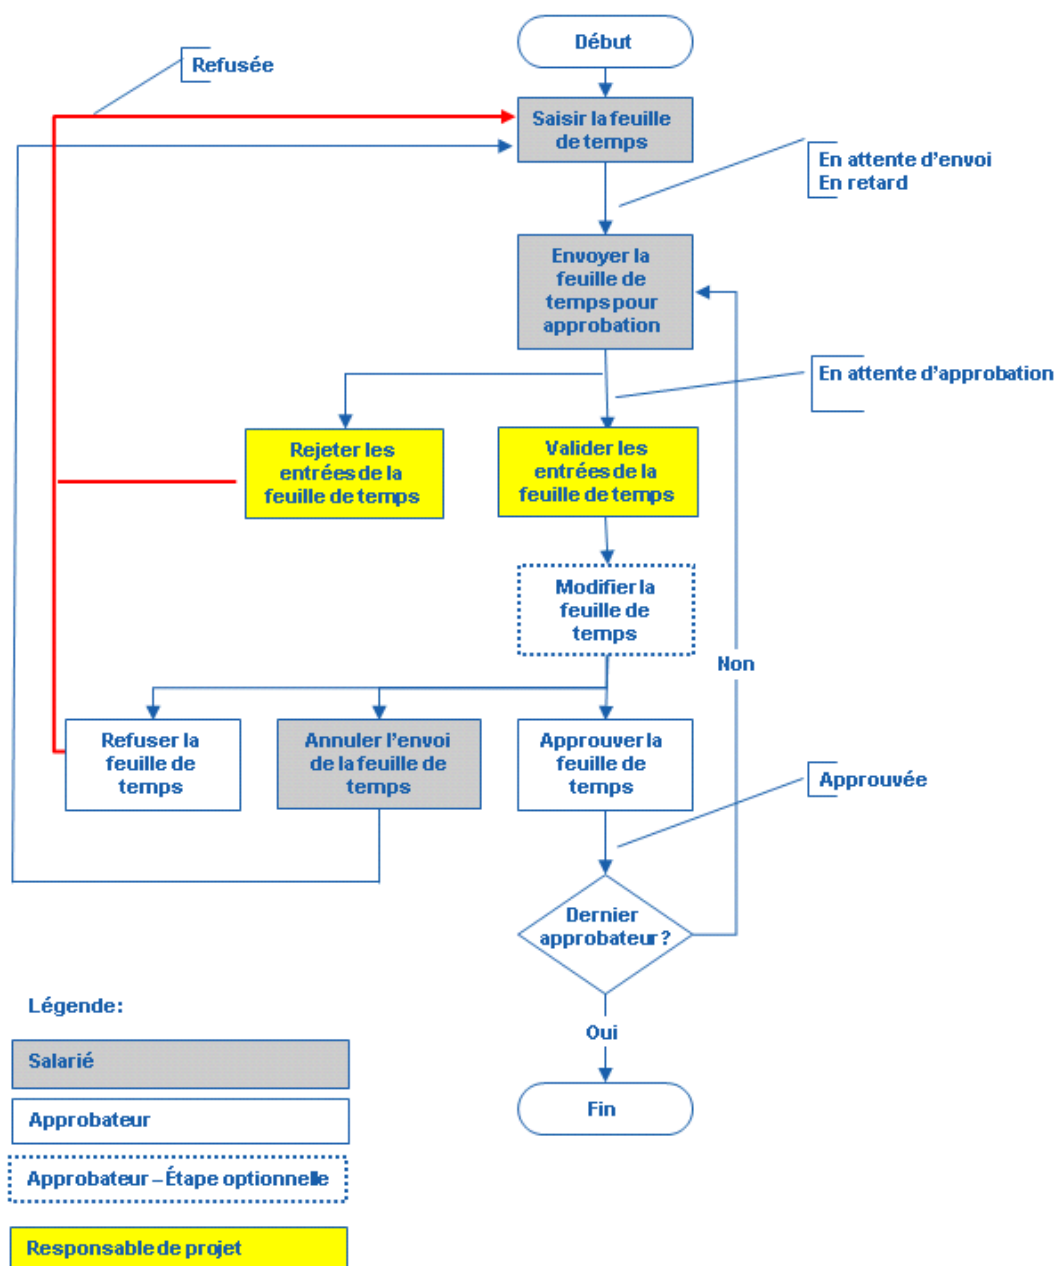 Début
Refusée
Saisir la feuille
de temps
En attente d'envoi
En retard
Envoyer la
feuille de
temps pour
approbation
En attente d'approbation
Rejeter les
entrées de la
feuille de temps
Valider les
entrées de la
feuille de temps
Modifier la
feuille de
temps
Non
Refuser la
feuille de
temps
Annuler l'envoi
de la feuille de
temps
Approuver la
feuille de
temps
Approuvée
Dernier
approbateur ?
Oui
Fin
Légende :
Salarié
Approbateur
Approbateur – Étape optionnelle
Responsable de projet